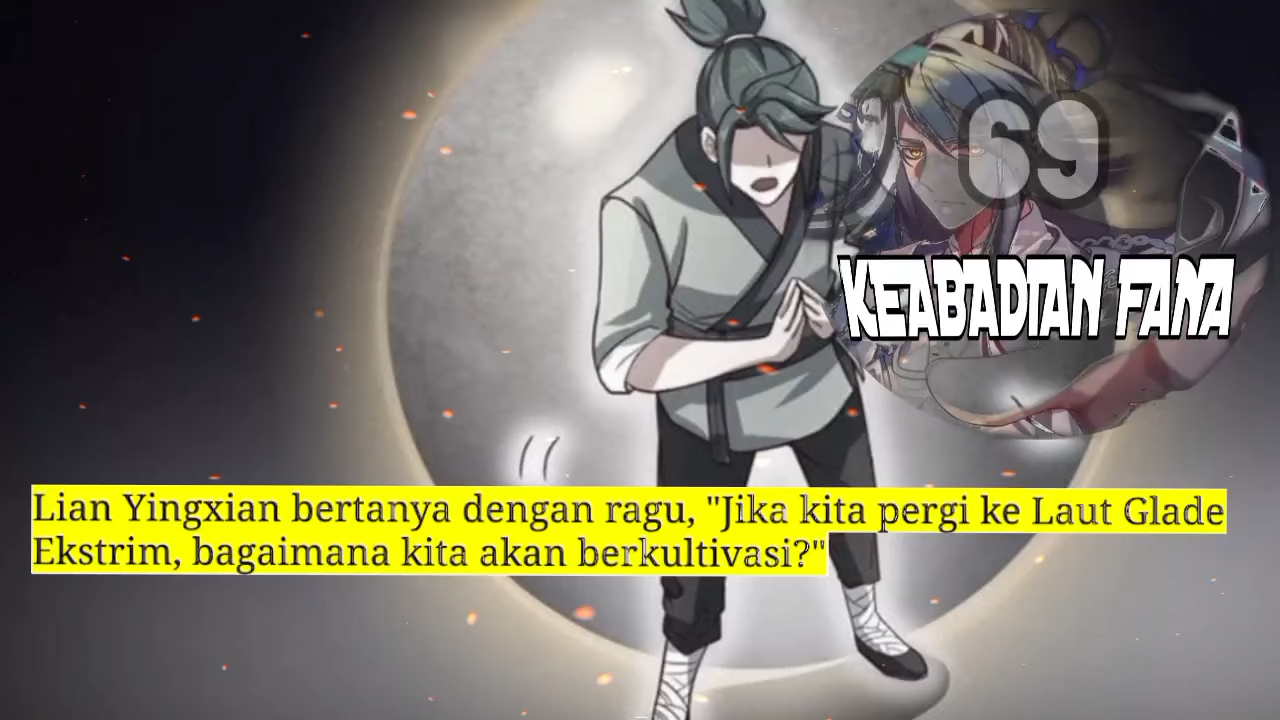 69
KEABADIAN FANA
Lian Yingxian bertanya dengan ragu, "Jika kita pergi ke Laut Glade
Ekstrim, bagaimana kita akan berkultivasi?"